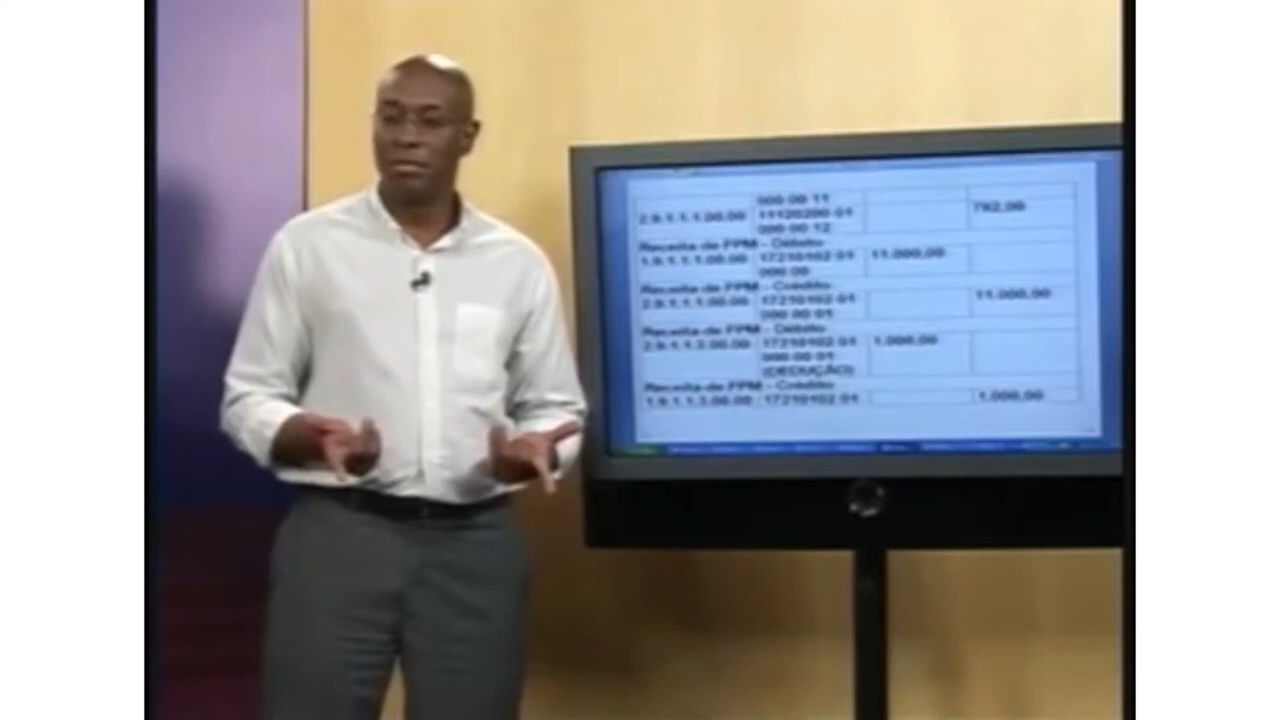 000 00 11
2.9.1.1.1.00.00 11120200 01 782,00
000 00 12
Receita de FPM - Débito
1.9.1.1.1.00.00 17210102 01 11.000,00
000 00
Receita de FPM - Crédito
2.9.1.1.1.00.00 17210102 01 11.000,00
000 00 01
Receita de FPM - Débito
2.9.1.1.3.00.00 17210102 01 1.000,00
000 00 01
(DEDUÇÃO)
Receita de FPM - Crédito
1.9.1.1.3.00.00 17210102 01 1.000,00